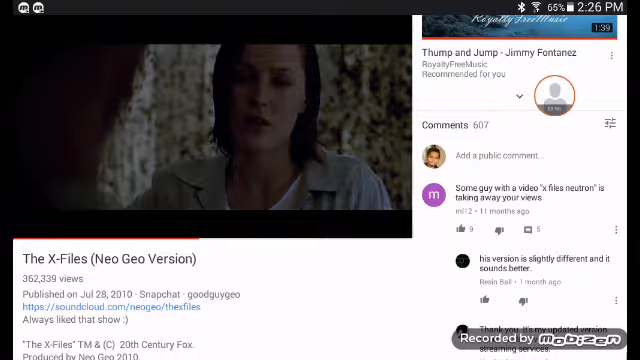 65% 2:26 PM
RoyaltyFreeMusic
1:39
Thump and Jump - Jimmy Fontanez
RoyaltyFreeMusic
Recommended for you
Comments 607
Add a public comment...
m
Some guy with a video "x files neutron" is
taking away your views
mi12 • 11 months ago
9 5
his version is slightly different and it
sounds better.
Resin Ball • 1 month ago
Thank you. It's my updated version
streaming services.
Recorded by mobizen
The X-Files (Neo Geo Version)
362,339 views
Published on Jul 28, 2010 · Snapchat - goodguygeo
https://soundcloud.com/neogeo/thexfiles
Always liked that show :)
"The X-Files" TM & (C) 20th Century Fox.
Produced by Neo Geo 2010.